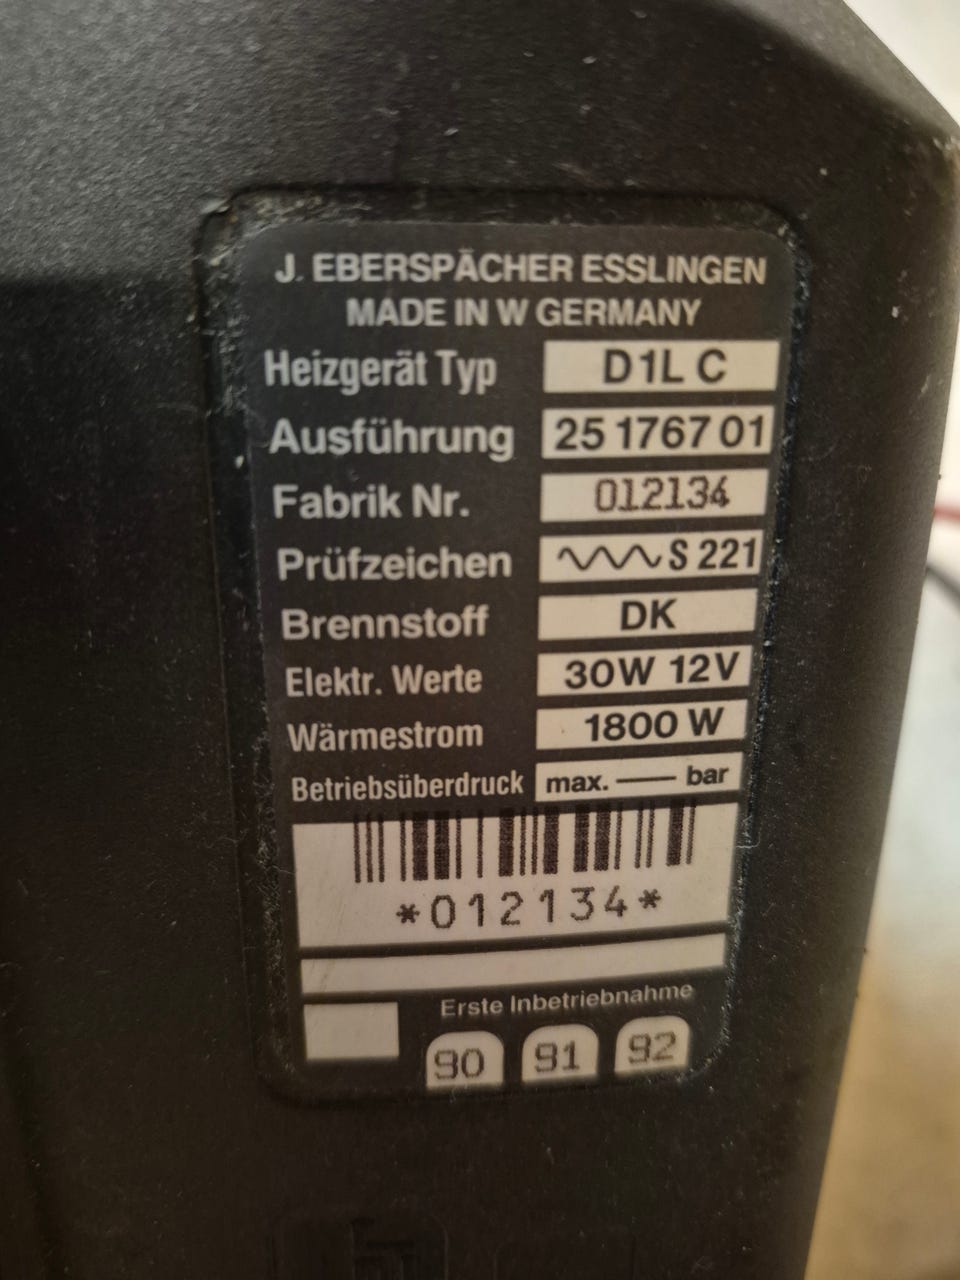 J. EBERSPÄCHER ESSLINGEN
MADE IN W GERMANY
Heizgerät Typ D1L C
Ausführung 25 1767 01
Fabrik Nr. 012134
Prüfzeichen S 221
Brennstoff DK
Elektr. Werte 30W 12V
Wärmestrom 1800 W
Betriebsüberdruck max. — bar
*012134*
Erste Inbetriebnahme
90 91 92